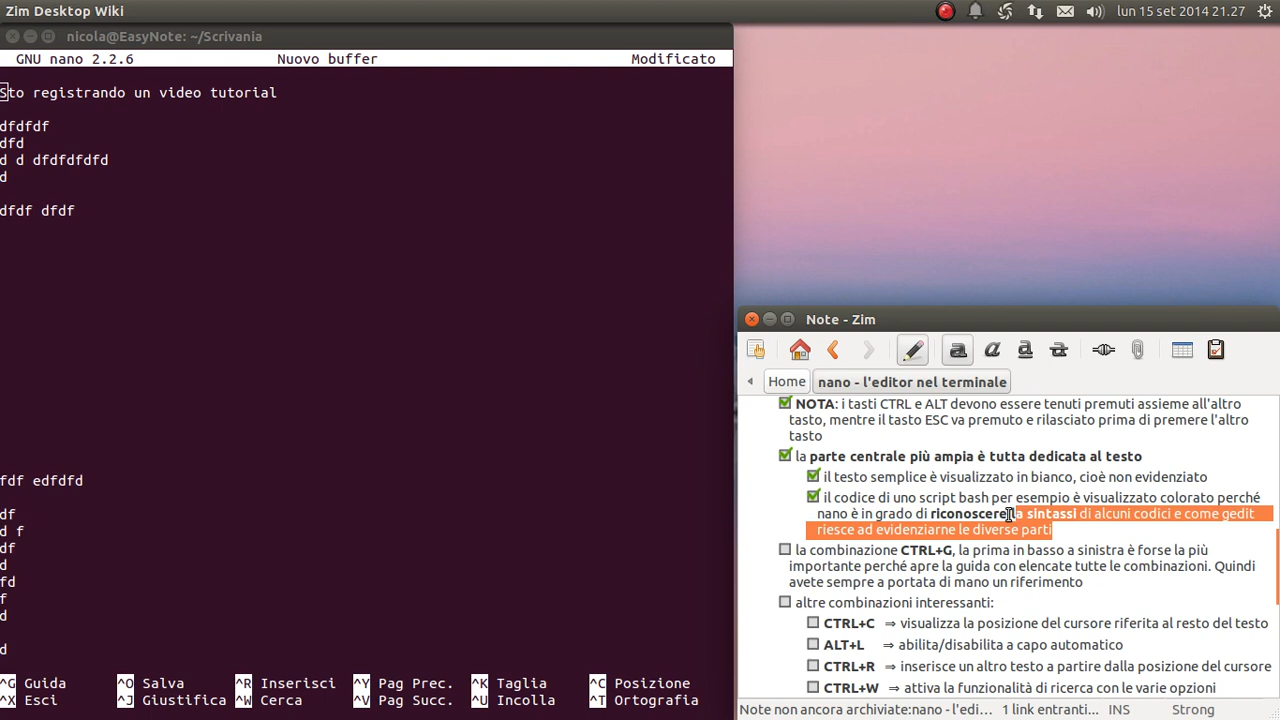 Zim Desktop Wiki
lun 15 set 2014 21.27
nicola@EasyNote: ~/Scrivania
GNU nano 2.2.6 Nuovo buffer Modificato
Sto registrando un video tutorial
dfdfdf
dfd
d d dfdfdfdfd
d
dfdf dfdf
fdf edfdfd
df
d f
df
d
fd
f
d
d
^G Guida ^O Salva ^R Inserisci ^Y Pag Prec. ^K Taglia ^C Posizione
^X Esci ^J Giustifica ^W Cerca ^V Pag Succ. ^U Incolla ^T Ortografia
Note - Zim
Home nano - l'editor nel terminale
NOTA: i tasti CTRL e ALT devono essere tenuti premuti assieme all'altro
tasto, mentre il tasto ESC va premuto e rilasciato prima di premere l'altro
tasto
la parte centrale più ampia è tutta dedicata al testo
il testo semplice è visualizzato in bianco, cioè non evidenziato
il codice di uno script bash per esempio è visualizzato colorato perché
nano è in grado di riconoscere la sintassi di alcuni codici e come gedit
riesce ad evidenziarne le diverse parti
la combinazione CTRL+G, la prima in basso a sinistra è forse la più
importante perché apre la guida con elencate tutte le combinazioni. Quindi
avete sempre a portata di mano un riferimento
altre combinazioni interessanti:
CTRL+C ⇒ visualizza la posizione del cursore riferita al resto del testo
ALT+L ⇒ abilita/disabilita a capo automatico
CTRL+R ⇒ inserisce un altro testo a partire dalla posizione del cursore
CTRL+W ⇒ attiva la funzionalità di ricerca con le varie opzioni
Note non ancora archiviate:nano - l'edi... 1 link entranti... INS Strong